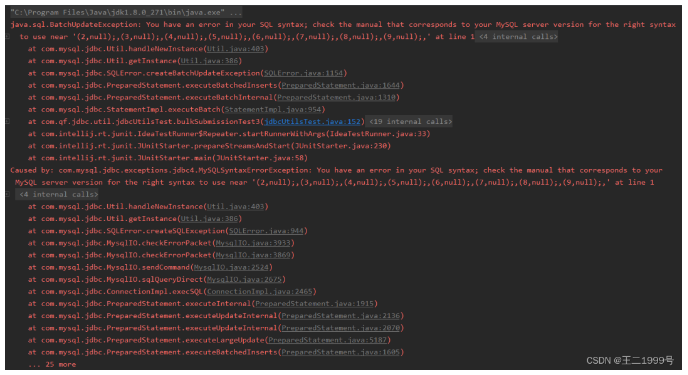 "C:\Program Files\Java\jdk1.8.0_271\bin\java.exe" ...
java.sql.BatchUpdateException: You have an error in your SQL syntax; check the manual that corresponds to your MySQL server version for the right syntax
to use near '(2,null);,(3,null);,(4,null);,(5,null);,(6,null);,(7,null);,(8,null);,(9,null);,' at line 1 <4 internal calls>
at com.mysql.jdbc.Util.handleNewInstance(Util.java:403)
at com.mysql.jdbc.Util.getInstance(Util.java:386)
at com.mysql.jdbc.SQLError.createBatchUpdateException(SQLError.java:1154)
at com.mysql.jdbc.PreparedStatement.executeBatchedInserts(PreparedStatement.java:1644)
at com.mysql.jdbc.PreparedStatement.executeBatchInternal(PreparedStatement.java:1310)
at com.mysql.jdbc.StatementImpl.executeBatch(StatementImpl.java:954)
at com.qf.jdbc.util.jdbcUtilsTest.bulkSubmissionTest3(jdbcUtilsTest.java:152) <19 internal calls>
at com.intellij.rt.junit.IdeaTestRunner$Repeater.startRunnerWithArgs(IdeaTestRunner.java:33)
at com.intellij.rt.junit.JUnitStarter.prepareStreamsAndStart(JUnitStarter.java:230)
at com.intellij.rt.junit.JUnitStarter.main(JUnitStarter.java:58)
Caused by: com.mysql.jdbc.exceptions.jdbc4.MySQLSyntaxErrorException: You have an error in your SQL syntax; check the manual that corresponds to your
MySQL server version for the right syntax to use near '(2,null);,(3,null);,(4,null);,(5,null);,(6,null);,(7,null);,(8,null);,(9,null);,' at line 1
<4 internal calls>
at com.mysql.jdbc.Util.handleNewInstance(Util.java:403)
at com.mysql.jdbc.Util.getInstance(Util.java:386)
at com.mysql.jdbc.SQLError.createSQLException(SQLError.java:944)
at com.mysql.jdbc.MysqlIO.checkErrorPacket(MysqlIO.java:3933)
at com.mysql.jdbc.MysqlIO.checkErrorPacket(MysqlIO.java:3869)
at com.mysql.jdbc.MysqlIO.sendCommand(MysqlIO.java:2524)
at com.mysql.jdbc.MysqlIO.sqlQueryDirect(MysqlIO.java:2675)
at com.mysql.jdbc.ConnectionImpl.execSQL(ConnectionImpl.java:2465)
at com.mysql.jdbc.PreparedStatement.executeInternal(PreparedStatement.java:1915)
at com.mysql.jdbc.PreparedStatement.executeUpdateInternal(PreparedStatement.java:2136)
at com.mysql.jdbc.PreparedStatement.executeUpdateInternal(PreparedStatement.java:2070)
at com.mysql.jdbc.PreparedStatement.executeLargeUpdate(PreparedStatement.java:5187)
at com.mysql.jdbc.PreparedStatement.executeBatchedInserts(PreparedStatement.java:1605)
... 25 more
CSDN @王二1999号